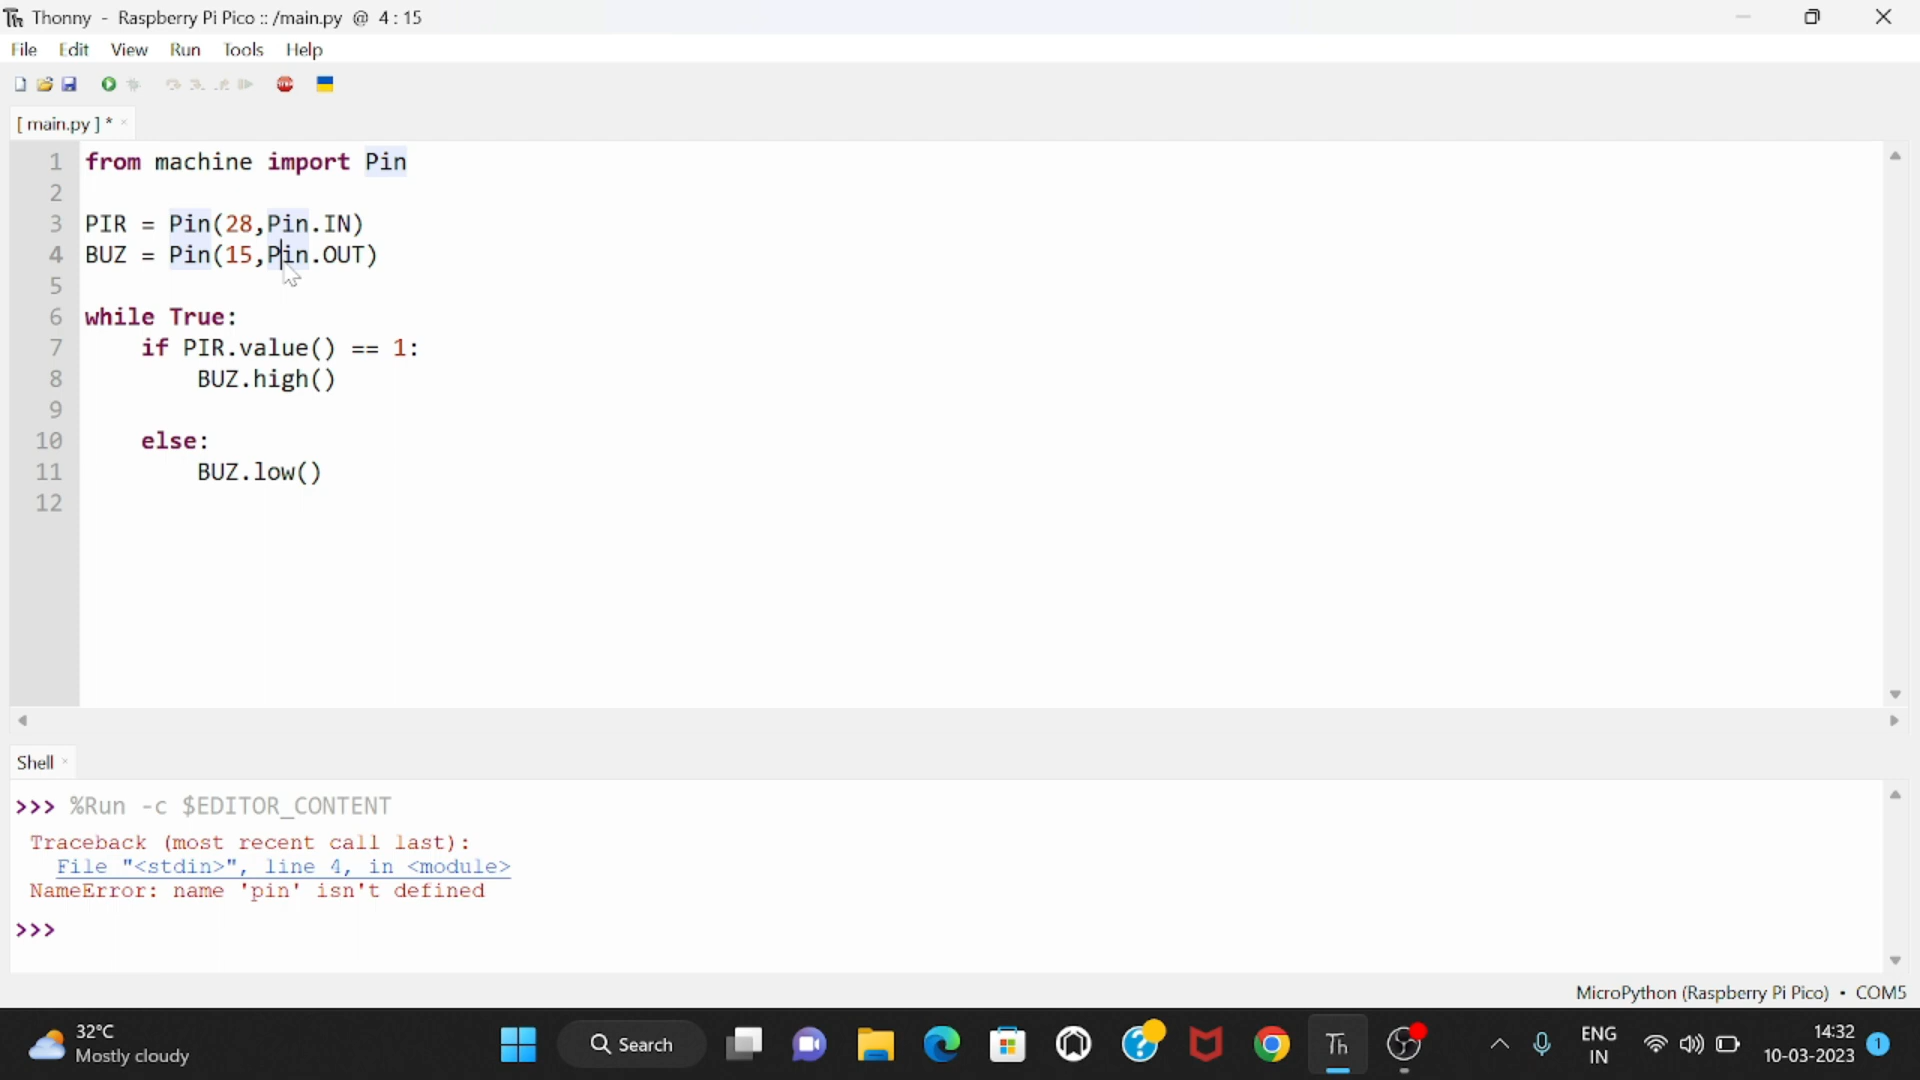 Th Thonny - Raspberry Pi Pico :: /main.py @ 4 : 15
File Edit View Run Tools Help
[ main.py ] *
1 from machine import Pin
2
3 PIR = Pin(28,Pin.IN)
4 BUZ = Pin(15,Pin.OUT)
5
6 while True:
7 if PIR.value() == 1:
8 BUZ.high()
9
10 else:
11 BUZ.low()
12
Shell
>>> %Run -c $EDITOR_CONTENT
Traceback (most recent call last):
File "<stdin>", line 4, in <module>
NameError: name 'pin' isn't defined
>>>
MicroPython (Raspberry Pi Pico) • COM5
32°C
Mostly cloudy
Search
Th
ENG
IN
14:32
10-03-2023
1